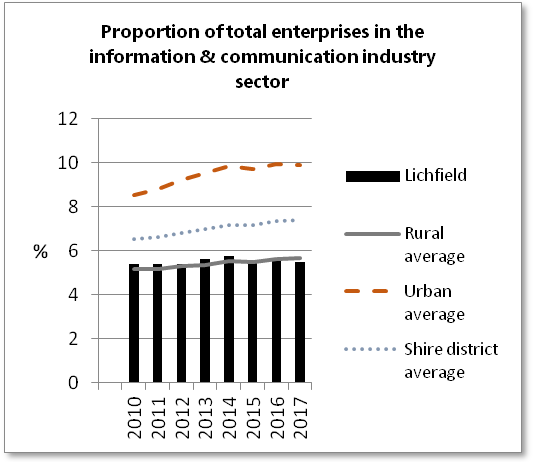 Proportion of total enterprises in the
information & communication industry
sector
12
10
8
6
4
2
0
%
2010
2011
2012
2013
2014
2015
2016
2017
Lichfield
Rural
average
Urban
average
Shire district
average